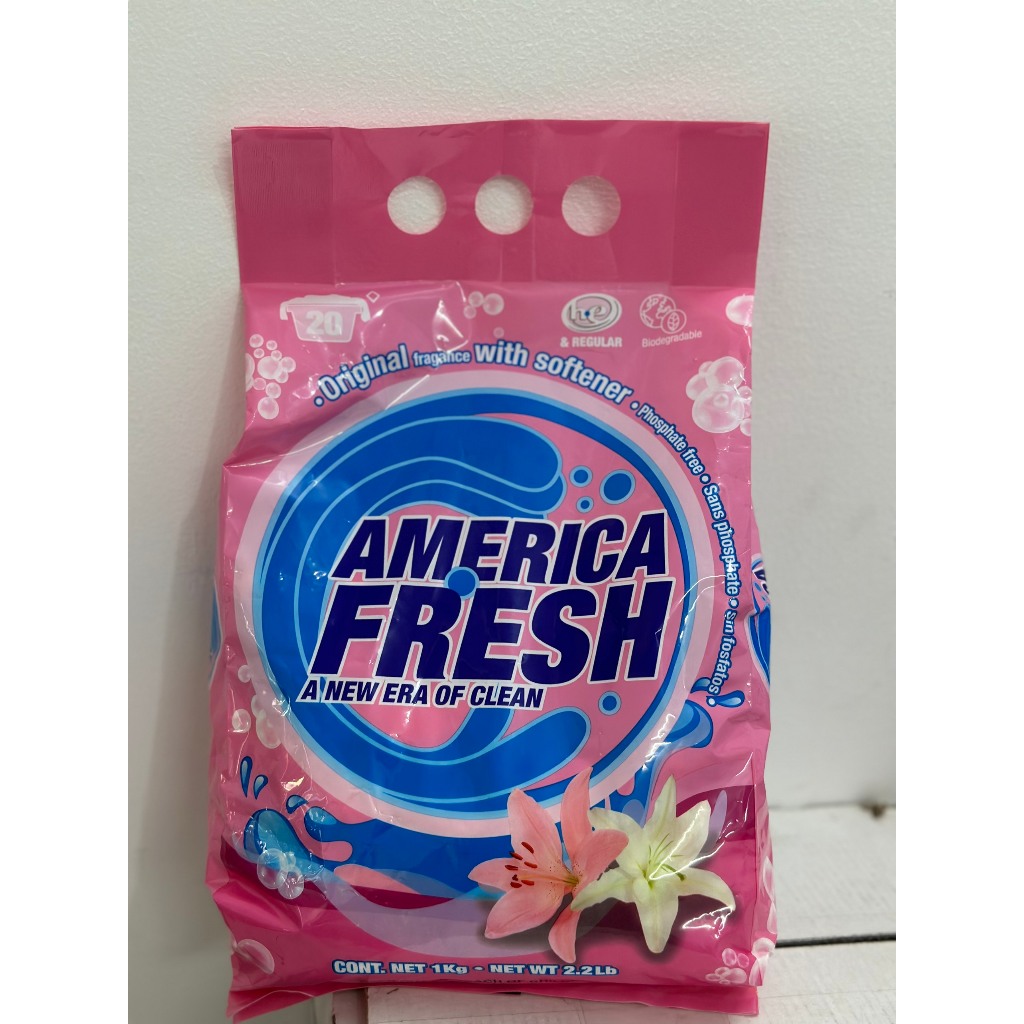 20
he
& REGULAR
Biodegradable
• Original fragance with softener • Phosphate free • Sans phosphate • sin fosfatos •
AMERICA
FRESH
A NEW ERA OF CLEAN
CONT. NET 1Kg • NET WT 2.2Lb